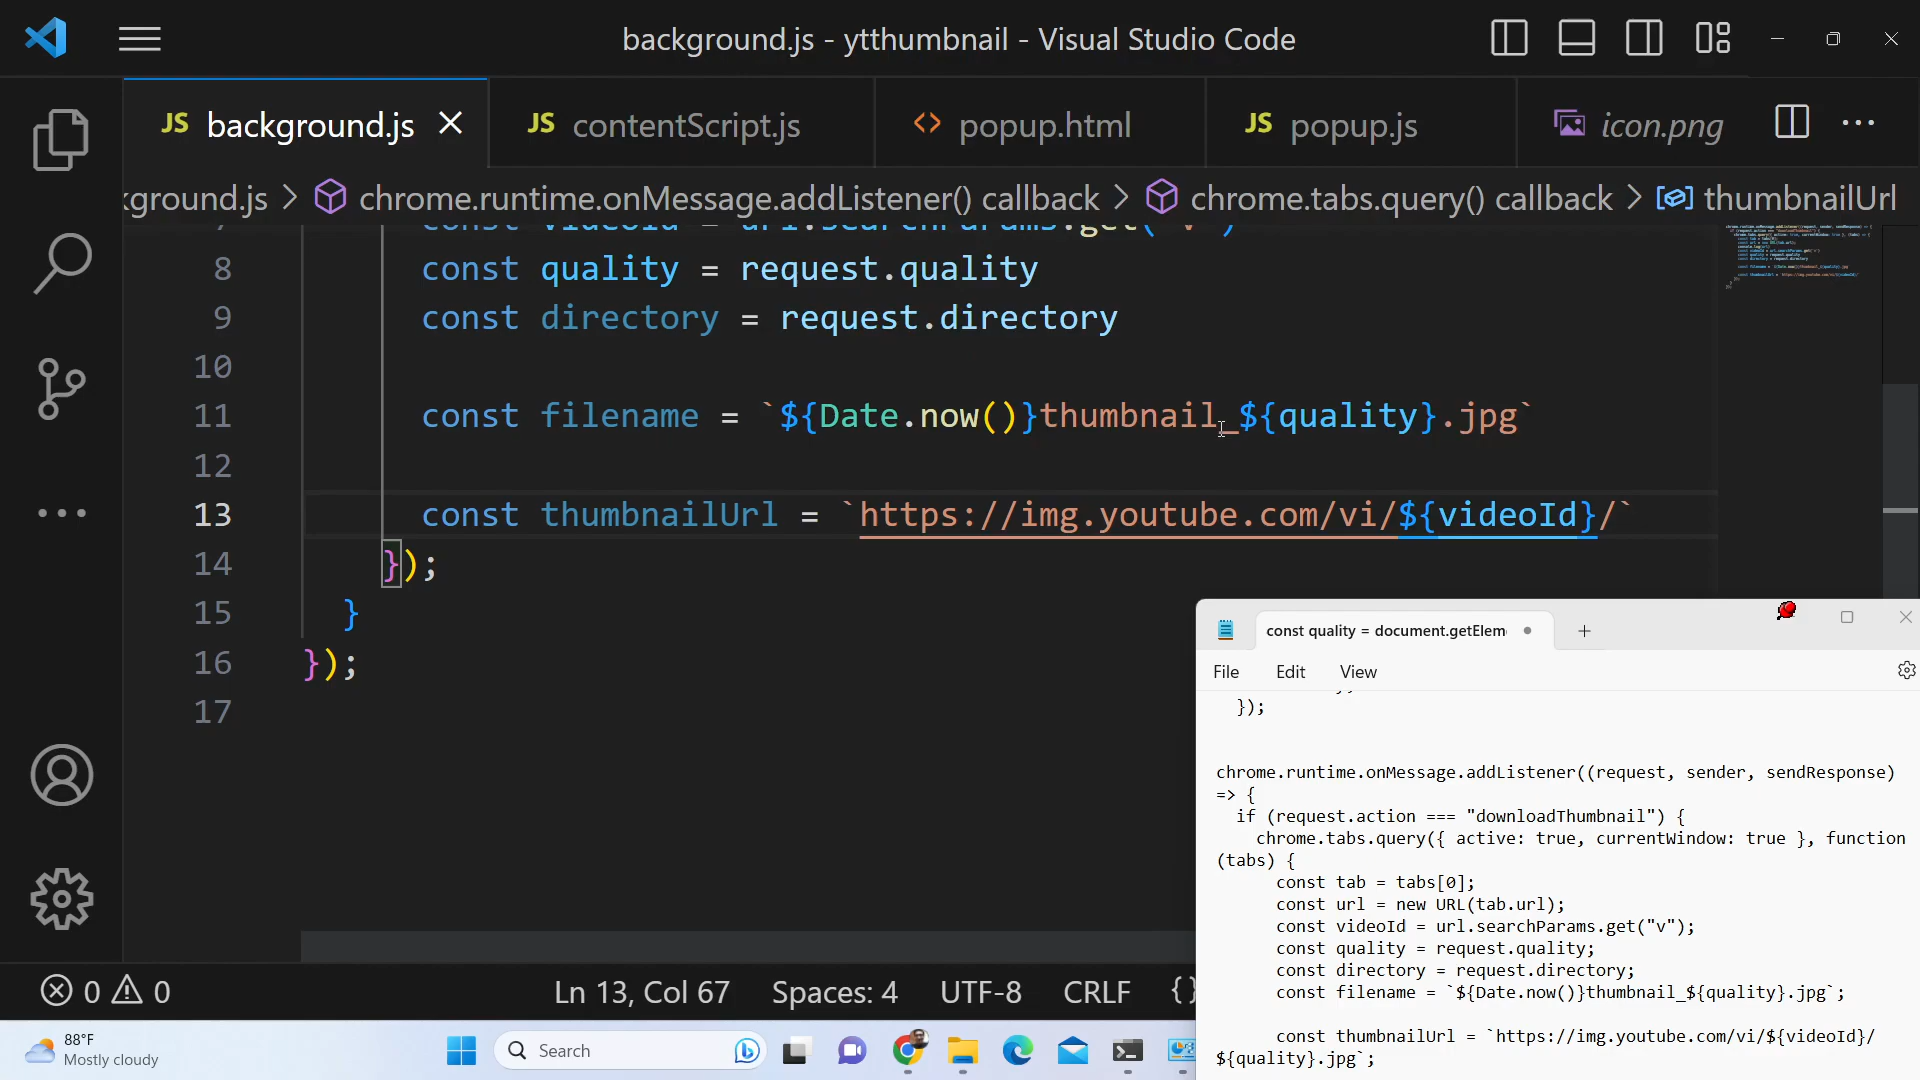 background.js - ytthumbnail - Visual Studio Code
JS background.js
JS contentScript.js
<> popup.html
JS popup.js
icon.png
kground.js > chrome.runtime.onMessage.addListener() callback > chrome.tabs.query() callback > thumbnailUrl
7 const videoId = url.searchParams.get("v")
8 const quality = request.quality
9 const directory = request.directory
10
11 const filename = `${Date.now()}thumbnail_${quality}.jpg`
12
13 const thumbnailUrl = `https://img.youtube.com/vi/${videoId}/`
14 });
15 }
16 });
17
const quality = document.getElem
File Edit View
});
chrome.runtime.onMessage.addListener((request, sender, sendResponse)
=> {
if (request.action === "downloadThumbnail") {
chrome.tabs.query({ active: true, currentWindow: true }, function
(tabs) {
const tab = tabs[0];
const url = new URL(tab.url);
const videoId = url.searchParams.get("v");
const quality = request.quality;
const directory = request.directory;
const filename = `${Date.now()}thumbnail_${quality}.jpg`;
const thumbnailUrl = `https://img.youtube.com/vi/${videoId}/
${quality}.jpg`;
0 0
Ln 13, Col 67 Spaces: 4 UTF-8 CRLF {}
88°F
Mostly cloudy
Search